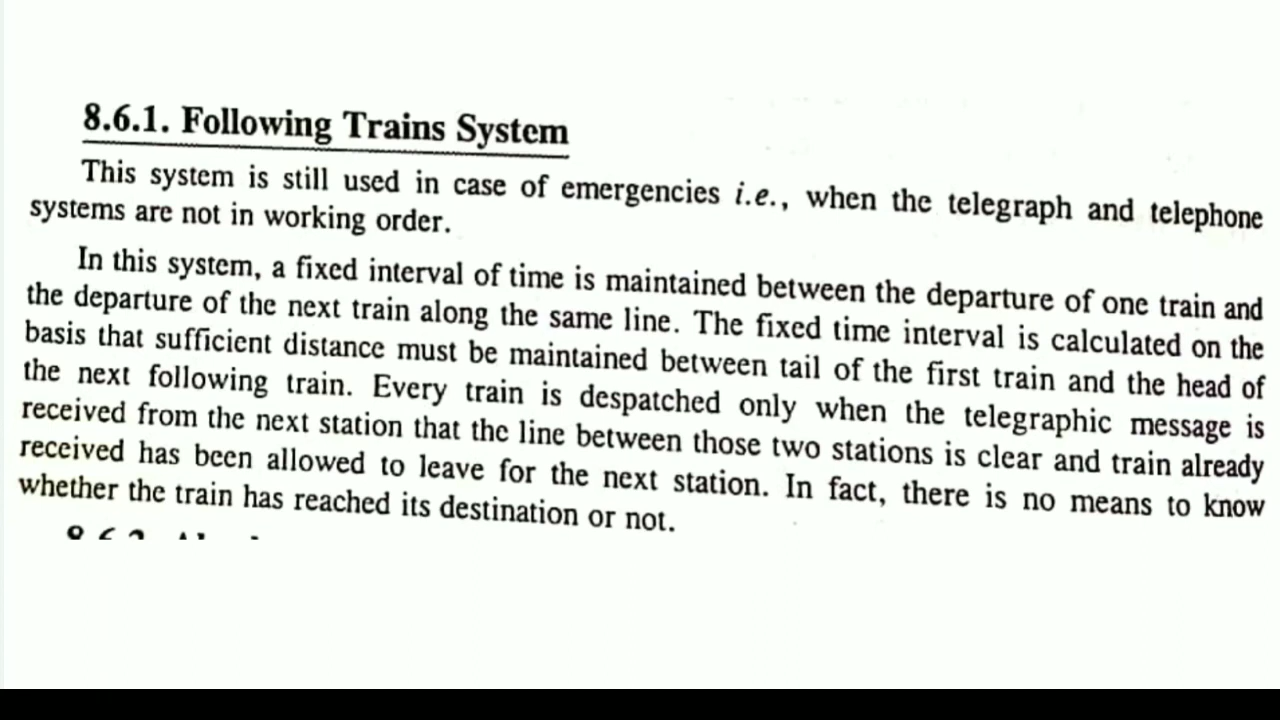 8.6.1. Following Trains System
This system is still used in case of emergencies i.e., when the telegraph and telephone
systems are not in working order.
In this system, a fixed interval of time is maintained between the departure of one train and
the departure of the next train along the same line. The fixed time interval is calculated on the
basis that sufficient distance must be maintained between tail of the first train and the head of
the next following train. Every train is despatched only when the telegraphic message is
received from the next station that the line between those two stations is clear and train already
received has been allowed to leave for the next station. In fact, there is no means to know
whether the train has reached its destination or not.